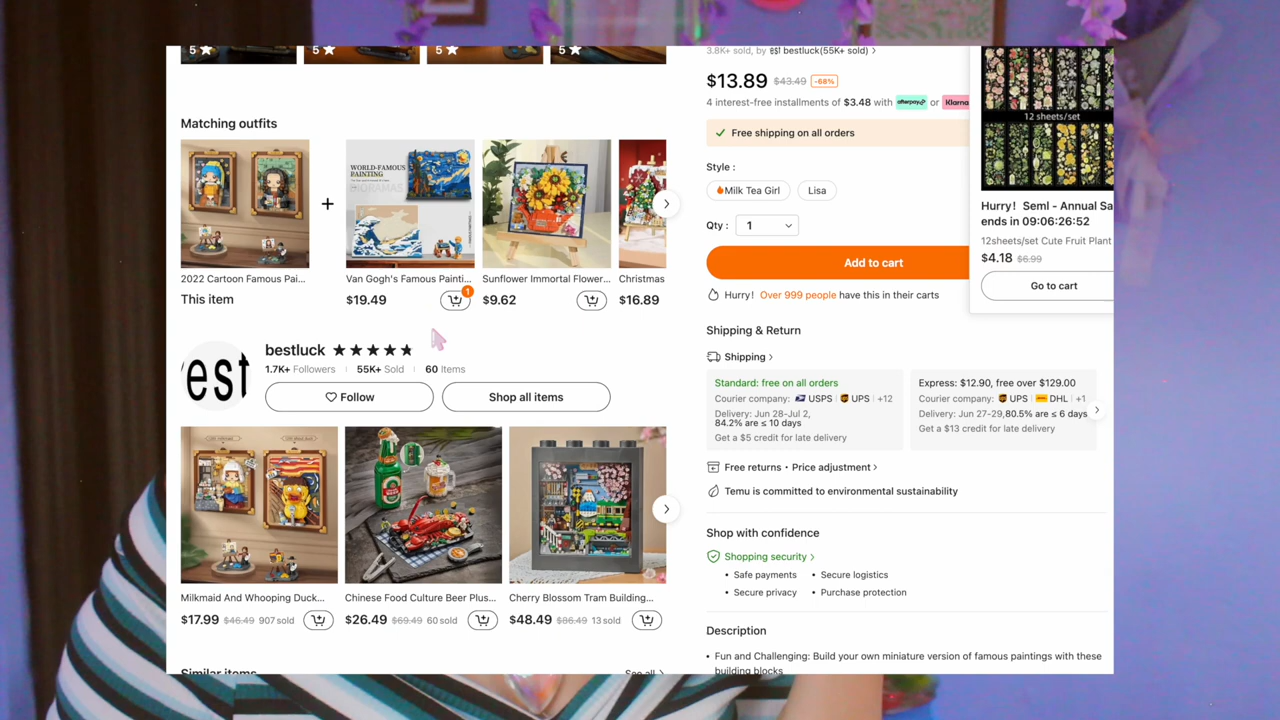 5 ★ 5 ★ 5 ★ 5 ★
Matching outfits
WORLD-FAMOUS
PAINTING
DIORAMAS
2022 Cartoon Famous Pai...
This item
+
Van Gogh's Famous Painti...
$19.49
1
Sunflower Immortal Flower...
$9.62
Christmas
$16.89
est
bestluck ★★★★★
1.7K+ Followers | 55K+ Sold | 60 Items
Follow
Shop all items
Milkmaid And Whooping Duck...
$17.99 $46.49 907 sold
Chinese Food Culture Beer Plus...
$26.49 $69.49 60 sold
Cherry Blossom Tram Building...
$48.49 $86.49 13 sold
Similar items
See all >
3.8K+ sold, by est bestluck(55K+ sold) >
$13.89 $43.49 -68%
4 interest-free installments of $3.48 with afterpay or Klarna
Free shipping on all orders
Style :
Milk Tea Girl
Lisa
Qty : 1
Add to cart
Hurry! Over 999 people have this in their carts
Shipping & Return
Shipping >
Standard: free on all orders
Courier company: USPS UPS +12
Delivery: Jun 28-Jul 2,
84.2% are ≤ 10 days
Get a $5 credit for late delivery
Express: $12.90, free over $129.00
Courier company: UPS DHL +1
Delivery: Jun 27-29,80.5% are ≤ 6 days
Get a $13 credit for late delivery
Free returns • Price adjustment >
Temu is committed to environmental sustainability
Shop with confidence
Shopping security >
• Safe payments • Secure logistics
• Secure privacy • Purchase protection
Description
• Fun and Challenging: Build your own miniature version of famous paintings with these
building blocks
12 sheets/set
Hurry! Seml - Annual Sa
ends in 09:06:26:52
12sheets/set Cute Fruit Plant
$4.18 $6.99
Go to cart